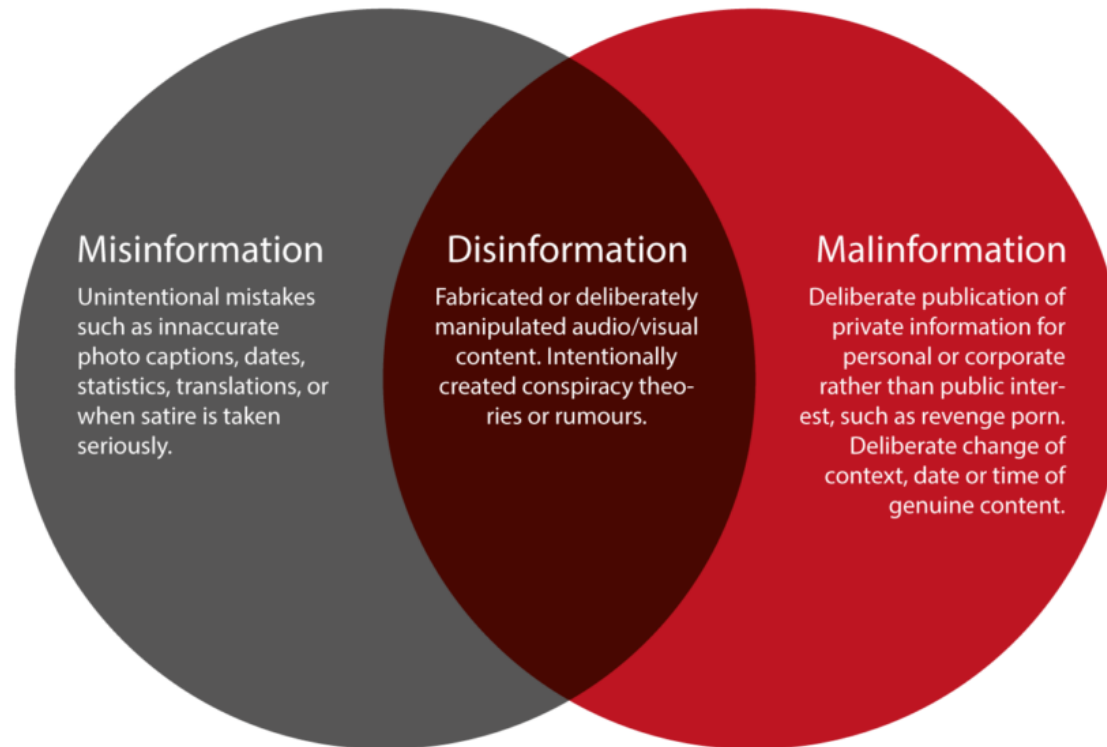 Misinformation
Unintentional mistakes
such as innaccurate
photo captions, dates,
statistics, translations, or
when satire is taken
seriously.
Disinformation
Fabricated or deliberately
manipulated audio/visual
content. Intentionally
created conspiracy theo-
ries or rumours.
Malinformation
Deliberate publication of
private information for
personal or corporate
rather than public inter-
est, such as revenge porn.
Deliberate change of
context, date or time of
genuine content.